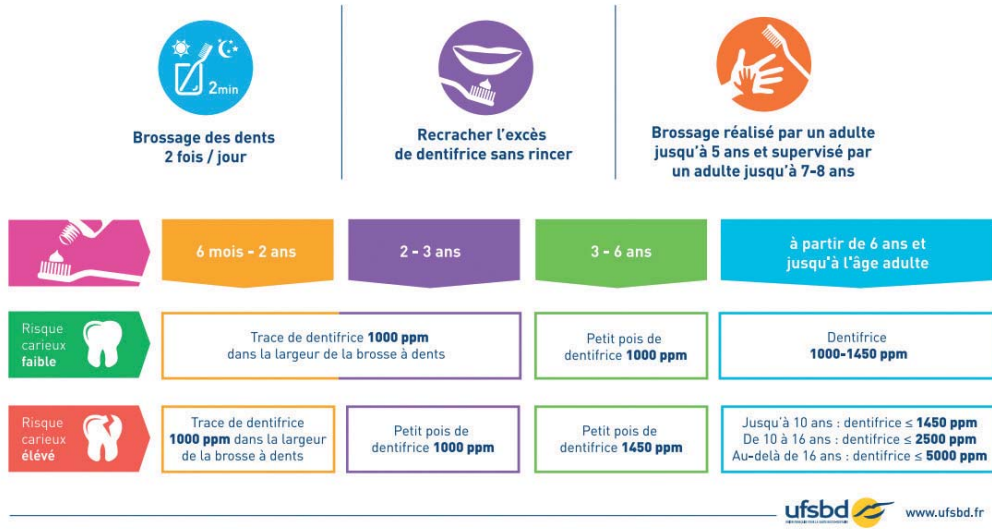 2min
Brossage des dents
2 fois / jour
Recracher l'excès
de dentifrice sans rincer
Brossage réalisé par un adulte
jusqu'à 5 ans et supervisé par
un adulte jusqu'à 7-8 ans
6 mois - 2 ans
2 - 3 ans
3 - 6 ans
à partir de 6 ans et
jusqu'à l'âge adulte
Risque
carieux
faible
Trace de dentifrice 1000 ppm
dans la largeur de la brosse à dents
Petit pois de
dentifrice 1000 ppm
Dentifrice
1000-1450 ppm
Risque
carieux
élévé
Trace de dentifrice
1000 ppm dans la largeur
de la brosse à dents
Petit pois de
dentifrice 1000 ppm
Petit pois de
dentifrice 1450 ppm
Jusqu'à 10 ans : dentifrice ≤ 1450 ppm
De 10 à 16 ans : dentifrice ≤ 2500 ppm
Au-delà de 16 ans : dentifrice ≤ 5000 ppm
ufsbd
www.ufsbd.fr